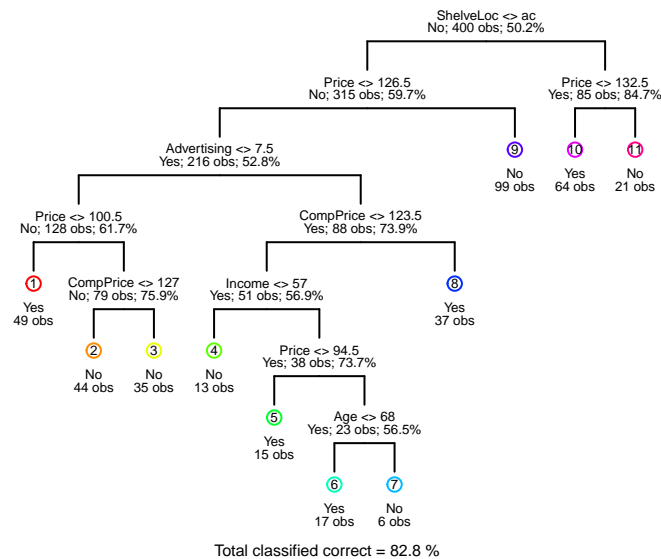 ShelveLoc <> ac
No; 400 obs; 50.2%
Price <> 126.5
No; 315 obs; 59.7%
Price <> 132.5
Yes; 85 obs; 84.7%
Advertising <> 7.5
Yes; 216 obs; 52.8%
9
No
99 obs
10
Yes
64 obs
11
No
21 obs
Price <> 100.5
No; 128 obs; 61.7%
CompPrice <> 123.5
Yes; 88 obs; 73.9%
1
Yes
49 obs
CompPrice <> 127
No; 79 obs; 75.9%
Income <> 57
Yes; 51 obs; 56.9%
8
Yes
37 obs
2
No
44 obs
3
No
35 obs
4
No
13 obs
Price <> 94.5
Yes; 38 obs; 73.7%
5
Yes
15 obs
Age <> 68
Yes; 23 obs; 56.5%
6
Yes
17 obs
7
No
6 obs
Total classified correct = 82.8 %